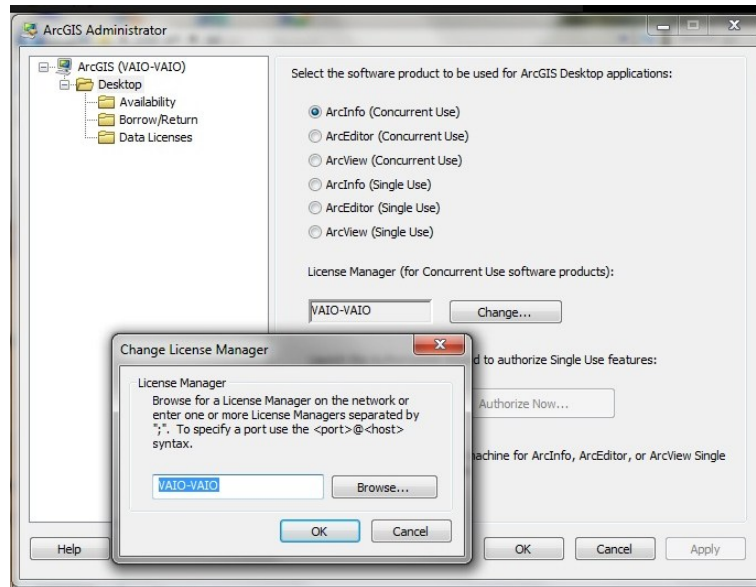 ArcGIS Administrator
ArcGIS (VAIO-VAIO)
Desktop
Availability
Borrow/Return
Data Licenses
Select the software product to be used for ArcGIS Desktop applications:
ArcInfo (Concurrent Use)
ArcEditor (Concurrent Use)
ArcView (Concurrent Use)
ArcInfo (Single Use)
ArcEditor (Single Use)
ArcView (Single Use)
License Manager (for Concurrent Use software products):
VAIO-VAIO
Change...
d to authorize Single Use features:
Authorize Now...
achine for ArcInfo, ArcEditor, or ArcView Single
Change License Manager
License Manager
Browse for a License Manager on the network or
enter one or more License Managers separated by
";". To specify a port use the <port>@<host>
syntax.
VAIO-VAIO
Browse...
OK
Cancel
Help
OK
Cancel
Apply